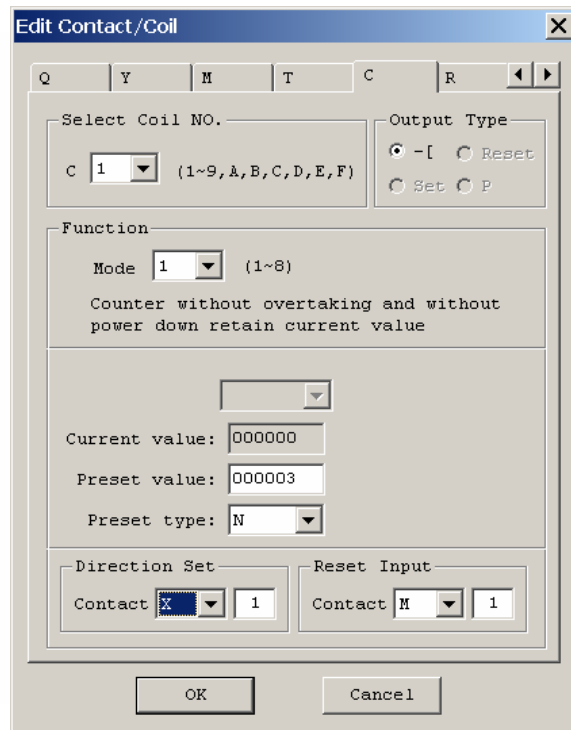 Edit Contact/Coil
Q Y M T C R
Select Coil NO.
C 1 (1~9,A,B,C,D,E,F)
Output Type
-[ Reset
Set P
Function
Mode 1 (1~8)
Counter without overtaking and without
power down retain current value
Current value: 000000
Preset value: 000003
Preset type: N
Direction Set
Contact X 1
Reset Input
Contact M 1
OK Cancel